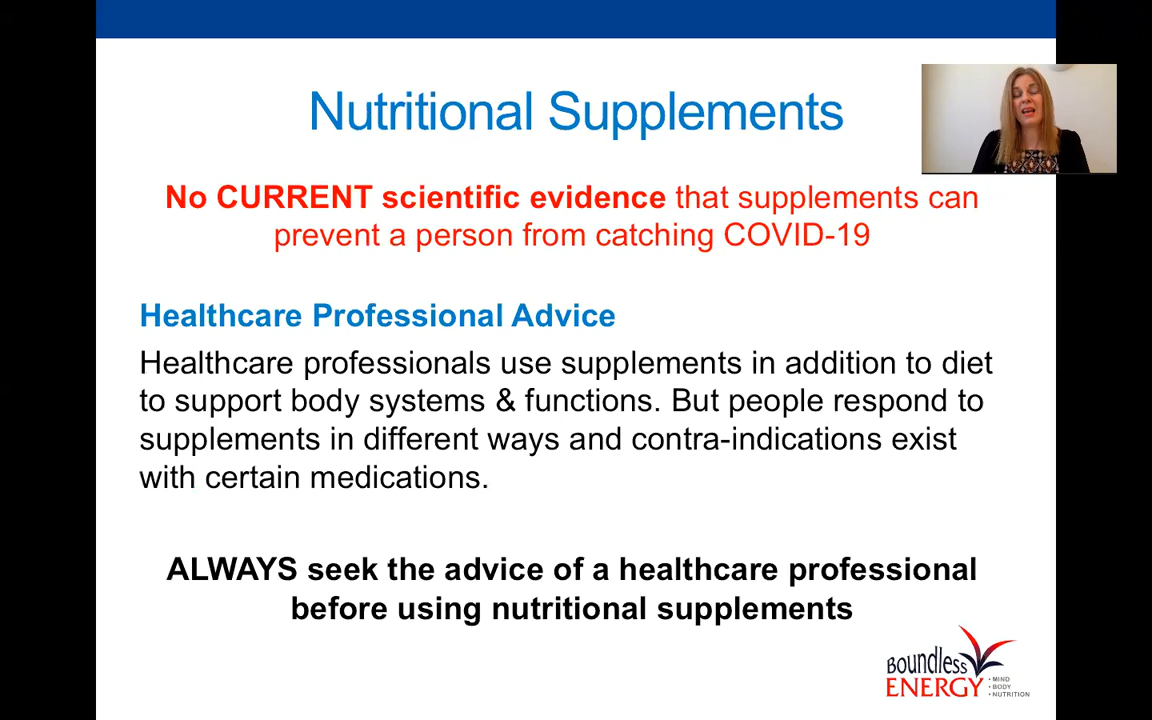 Nutritional Supplements
No CURRENT scientific evidence that supplements can
prevent a person from catching COVID-19
Healthcare Professional Advice
Healthcare professionals use supplements in addition to diet
to support body systems & functions. But people respond to
supplements in different ways and contra-indications exist
with certain medications.
ALWAYS seek the advice of a healthcare professional
before using nutritional supplements
Boundless
ENERGY
• MIND
• BODY
• NUTRITION